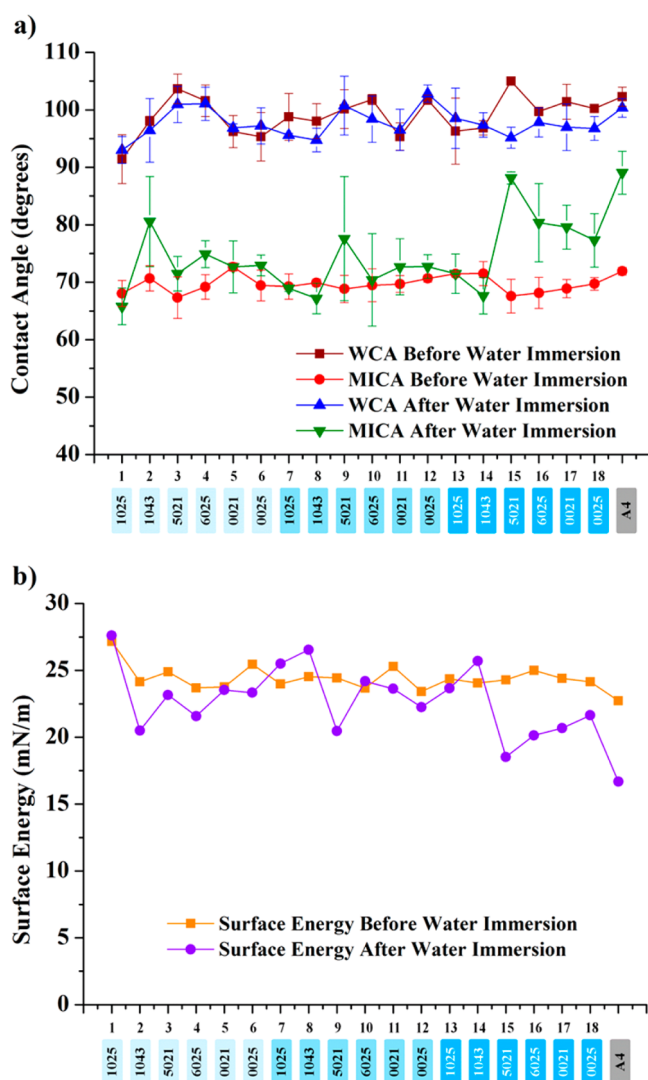 a)
110
100
90
80
70
60
50
40
Contact Angle (degrees)
WCA Before Water Immersion
MICA Before Water Immersion
WCA After Water Immersion
MICA After Water Immersion
1 2 3 4 5 6 7 8 9 10 11 12 13 14 15 16 17 18
1025 1043 5021 6025 0021 0025 1025 1043 5021 6025 0021 0025 1025 1043 5021 6025 0021 0025 A4
b)
30
25
20
15
10
5
0
Surface Energy (mN/m)
Surface Energy Before Water Immersion
Surface Energy After Water Immersion
1 2 3 4 5 6 7 8 9 10 11 12 13 14 15 16 17 18
1025 1043 5021 6025 0021 0025 1025 1043 5021 6025 0021 0025 1025 1043 5021 6025 0021 0025 A4